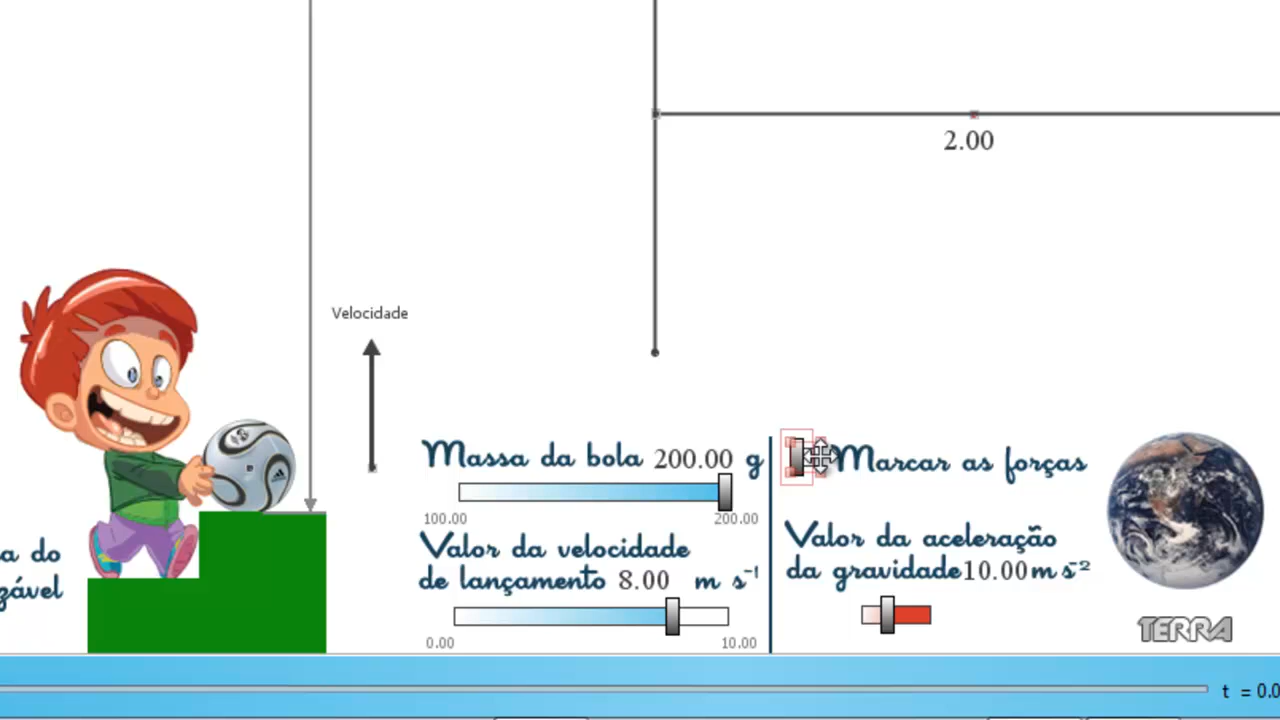 2.00
Velocidade
Massa da bola 200.00 g
100.00
200.00
Valor da velocidade
de lançamento 8.00 m s⁻¹
0.00
10.00
Marcar as forças
Valor da aceleração
da gravidade 10.00 m s⁻²
TERRA
a do
zável
t = 0.0